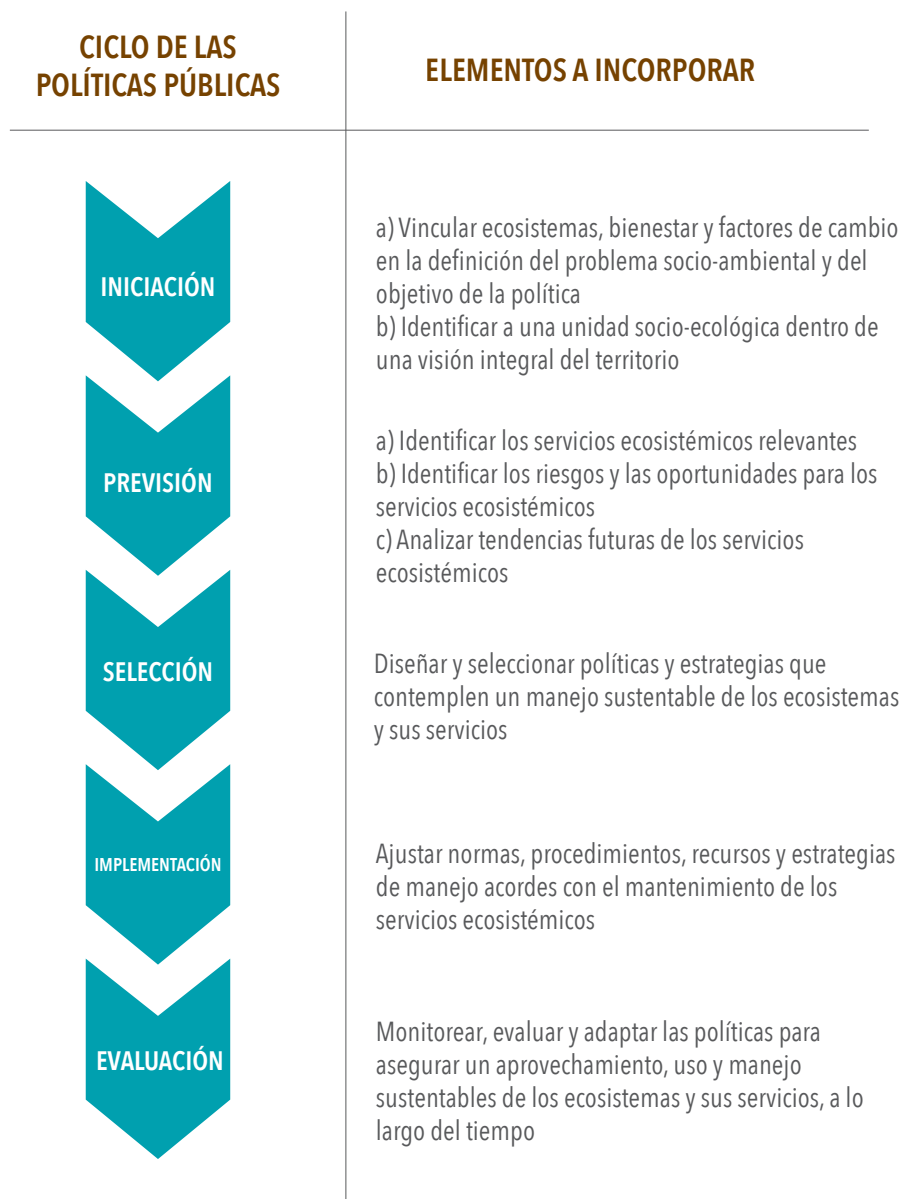 CICLO DE LAS
POLÍTICAS PÚBLICAS
ELEMENTOS A INCORPORAR
INICIACIÓN
a) Vincular ecosistemas, bienestar y factores de cambio
en la definición del problema socio-ambiental y del
objetivo de la política
b) Identificar a una unidad socio-ecológica dentro de
una visión integral del territorio
PREVISIÓN
a) Identificar los servicios ecosistémicos relevantes
b) Identificar los riesgos y las oportunidades para los
servicios ecosistémicos
c) Analizar tendencias futuras de los servicios
ecosistémicos
SELECCIÓN
Diseñar y seleccionar políticas y estrategias que
contemplen un manejo sustentable de los ecosistemas
y sus servicios
IMPLEMENTACIÓN
Ajustar normas, procedimientos, recursos y estrategias
de manejo acordes con el mantenimiento de los
servicios ecosistémicos
EVALUACIÓN
Monitorear, evaluar y adaptar las políticas para
asegurar un aprovechamiento, uso y manejo
sustentables de los ecosistemas y sus servicios, a lo
largo del tiempo